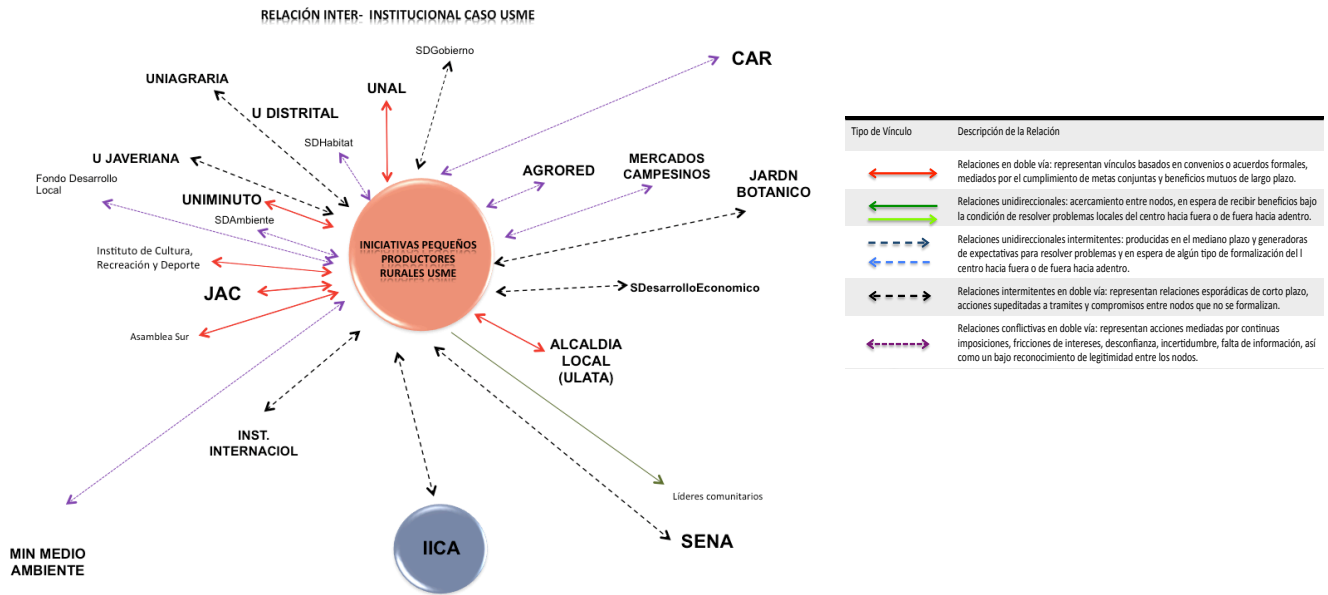 RELACIÓN INTER- INSTITUCIONAL CASO USME
SDGobierno
CAR
UNIAGRARIA
UNAL
U DISTRITAL
SDHabitat
U JAVERIANA
AGRORED
MERCADOS
CAMPESINOS
JARDN
BOTANICO
Fondo Desarrollo
Local
UNIMINUTO
SDAmbiente
INICIATIVAS PEQUEÑOS
PRODUCTORES
RURALES USME
Instituto de Cultura,
Recreación y Deporte
JAC
SDesarrolloEconomico
Asamblea Sur
ALCALDIA
LOCAL
(ULATA)
INST.
INTERNACIOL
Líderes comunitarios
SENA
IICA
MIN MEDIO
AMBIENTE
Tipo de Vínculo
Descripción de la Relación
Relaciones en doble vía: representan vínculos basados en convenios o acuerdos formales,
mediados por el cumplimiento de metas conjuntas y beneficios mutuos de largo plazo.
Relaciones unidireccionales: acercamiento entre nodos, en espera de recibir beneficios bajo
la condición de resolver problemas locales del centro hacia fuera o de fuera hacia adentro.
Relaciones unidireccionales intermitentes: producidas en el mediano plazo y generadoras
de expectativas para resolver problemas y en espera de algún tipo de formalización del l
centro hacia fuera o de fuera hacia adentro.
Relaciones intermitentes en doble vía: representan relaciones esporádicas de corto plazo,
acciones supeditadas a tramites y compromisos entre nodos que no se formalizan.
Relaciones conflictivas en doble vía: representan acciones mediadas por continuas
imposiciones, fricciones de intereses, desconfianza, incertidumbre, falta de información, así
como un bajo reconocimiento de legitimidad entre los nodos.